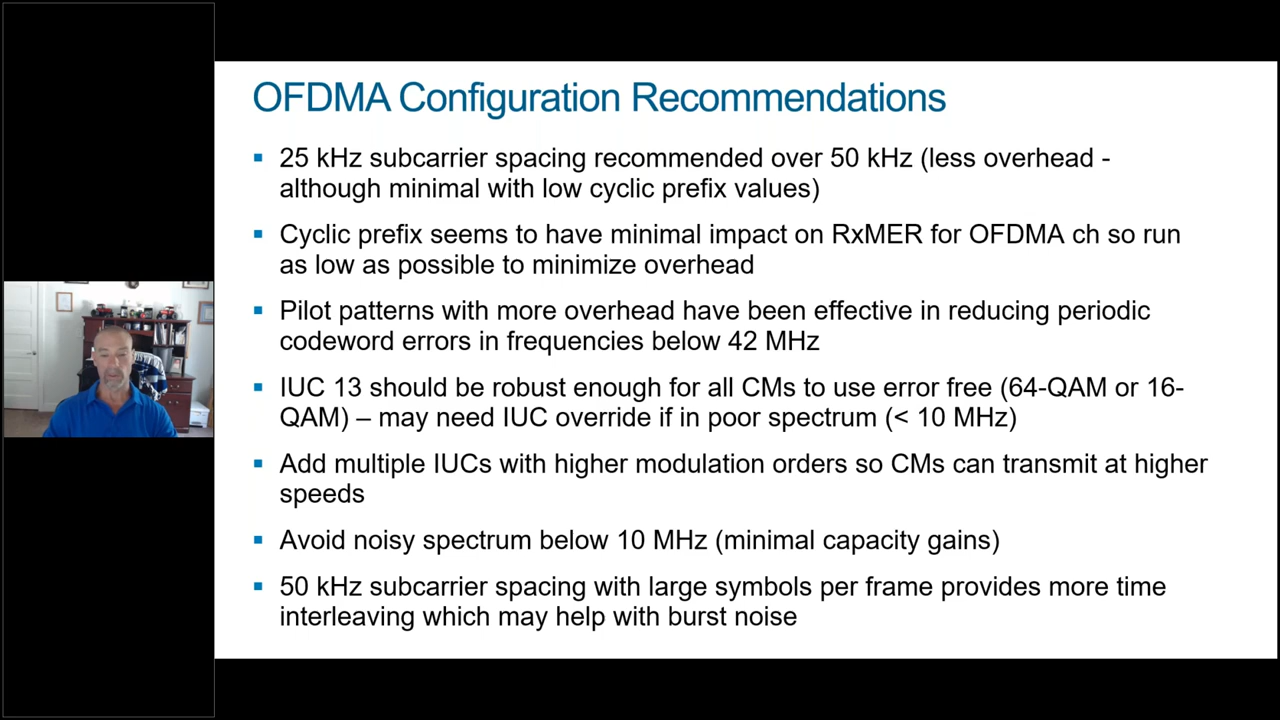 OFDMA Configuration Recommendations
25 kHz subcarrier spacing recommended over 50 kHz (less overhead -
although minimal with low cyclic prefix values)
Cyclic prefix seems to have minimal impact on RxMER for OFDMA ch so run
as low as possible to minimize overhead
Pilot patterns with more overhead have been effective in reducing periodic
codeword errors in frequencies below 42 MHz
IUC 13 should be robust enough for all CMs to use error free (64-QAM or 16-
QAM) – may need IUC override if in poor spectrum (< 10 MHz)
Add multiple IUCs with higher modulation orders so CMs can transmit at higher
speeds
Avoid noisy spectrum below 10 MHz (minimal capacity gains)
50 kHz subcarrier spacing with large symbols per frame provides more time
interleaving which may help with burst noise